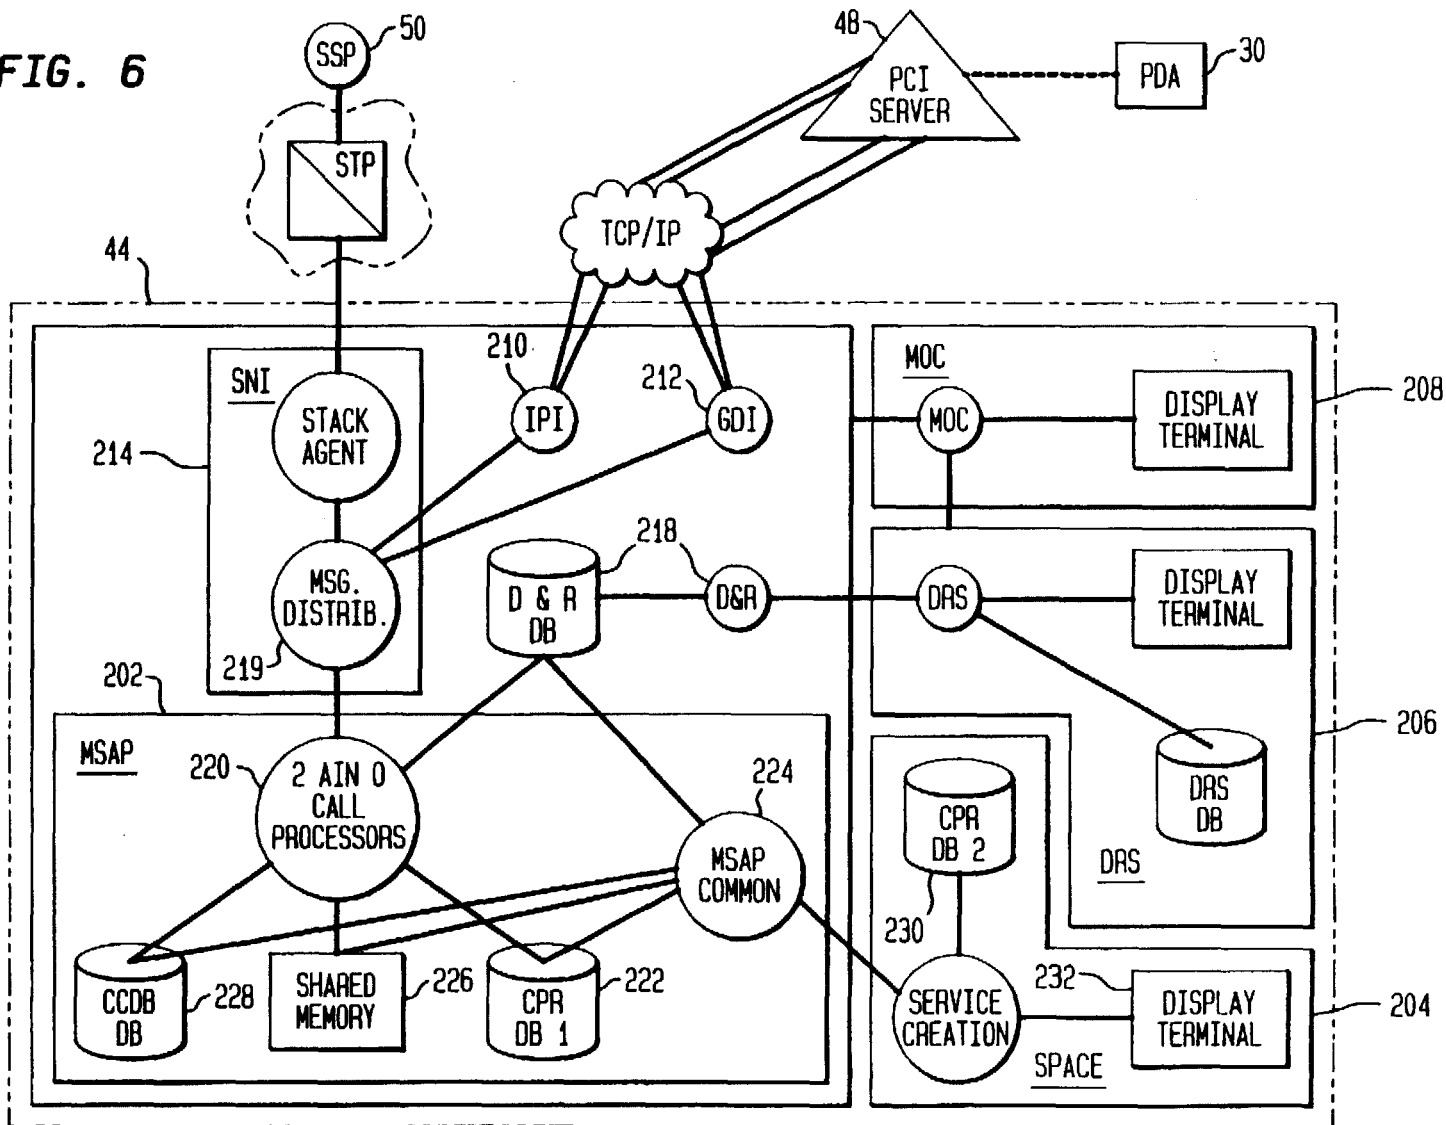 FIG. 6
SSP
50
STP
48
PCI
SERVER
PDA
30
TCP/IP
44
SNI
STACK
AGENT
214
210
IPI
212
GDI
MOC
MOC
DISPLAY
TERMINAL
208
MSG.
DISTRIB.
219
D & R
DB
218
D&R
DRS
DISPLAY
TERMINAL
206
DRS
DB
DRS
202
MSAP
220
2 AIN 0
CALL
PROCESSORS
224
MSAP
COMMON
CCDB
DB
228
SHARED
MEMORY
226
CPR
DB 1
222
CPR
DB 2
230
SERVICE
CREATION
232
DISPLAY
TERMINAL
204
SPACE